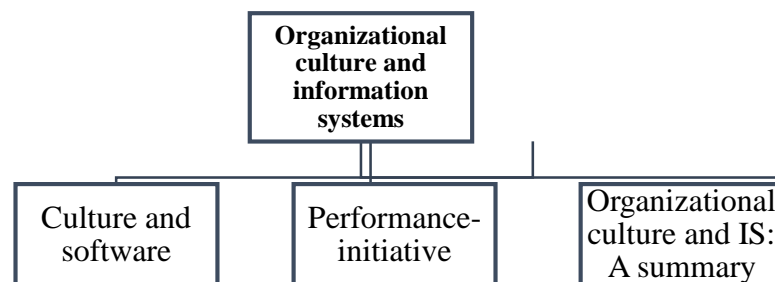 Organizational
culture and
information
systems
Culture and
software
Performance-
initiative
Organizational
culture and IS:
A summary